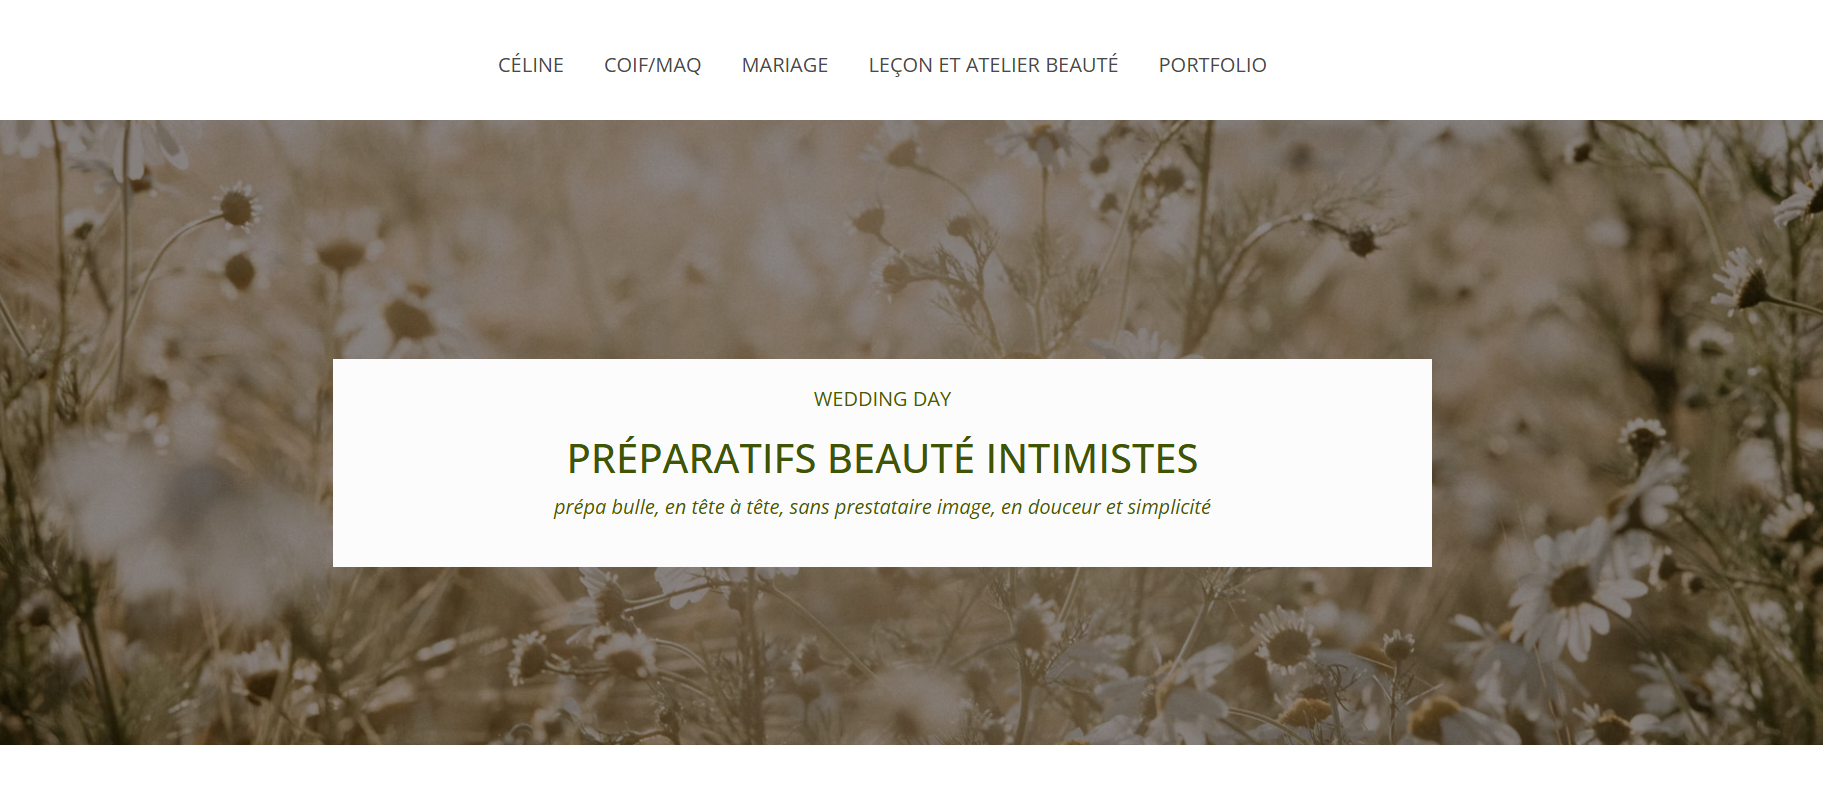 CÉLINE COIF/MAQ MARIAGE LEÇON ET ATELIER BEAUTÉ PORTFOLIO
WEDDING DAY
PRÉPARATIFS BEAUTÉ INTIMISTES
prépa bulle, en tête à tête, sans prestataire image, en douceur et simplicité